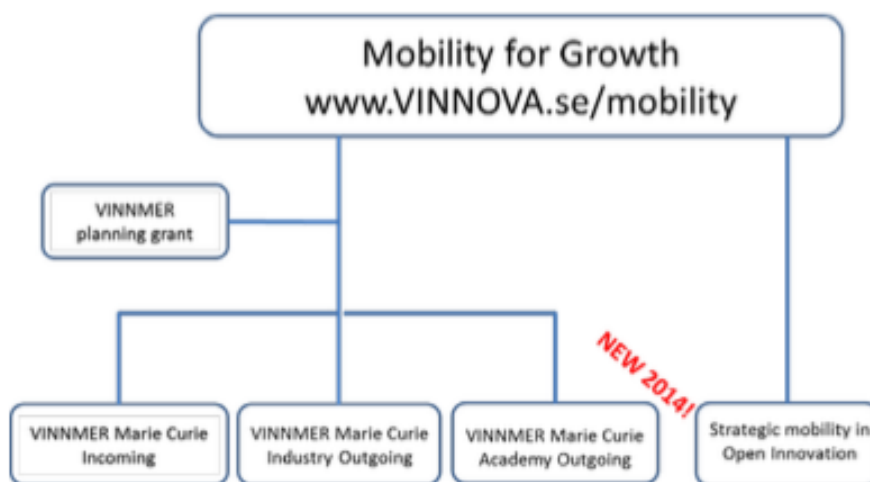 Mobility for Growth
www.VINNOVA.se/mobility
VINNMER
planning grant
NEW 2014!
VINNMER Marie Curie
Incoming
VINNMER Marie Curie
Industry Outgoing
VINNMER Marie Curie
Academy Outgoing
Strategic mobility in
Open Innovation